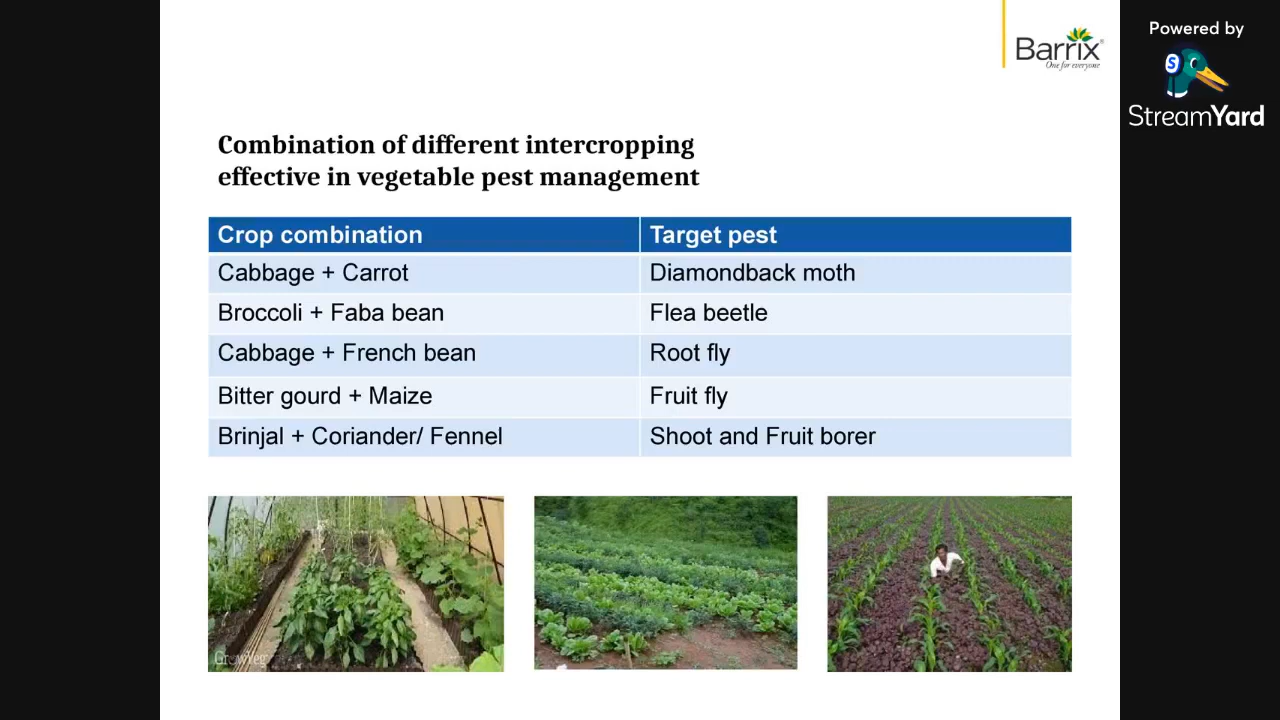 Powered by
StreamYard
Barrix
One for everyone
Combination of different intercropping
effective in vegetable pest management
Crop combination Target pest
Cabbage + Carrot Diamondback moth
Broccoli + Faba bean Flea beetle
Cabbage + French bean Root fly
Bitter gourd + Maize Fruit fly
Brinjal + Coriander/ Fennel Shoot and Fruit borer
GrowVeg